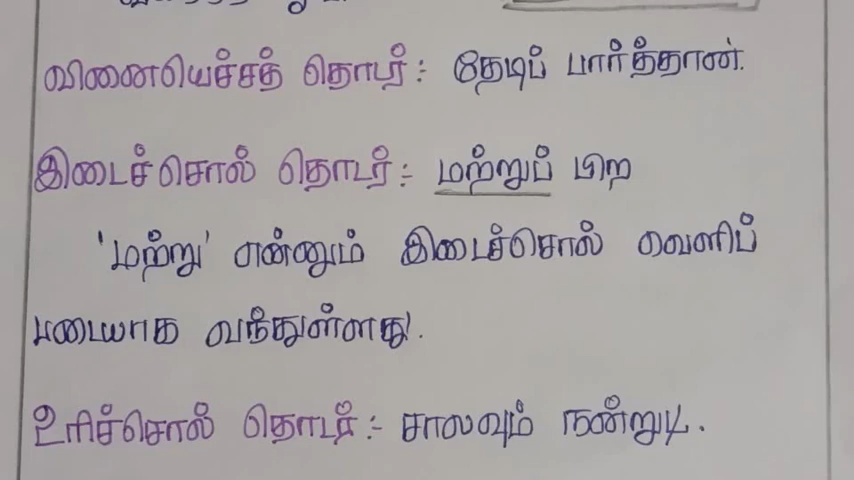 வினையெச்சத் தொடர் :- தேடிப் பார்த்தான்.
இடைச்சொல் தொடர் :- மற்றுப் பிற
'மற்று' என்னும் இடைச்சொல் வெளிப்
படையாக வந்துள்ளது.
உரிச்சொல் தொடர் :- சாலவும் நன்று.